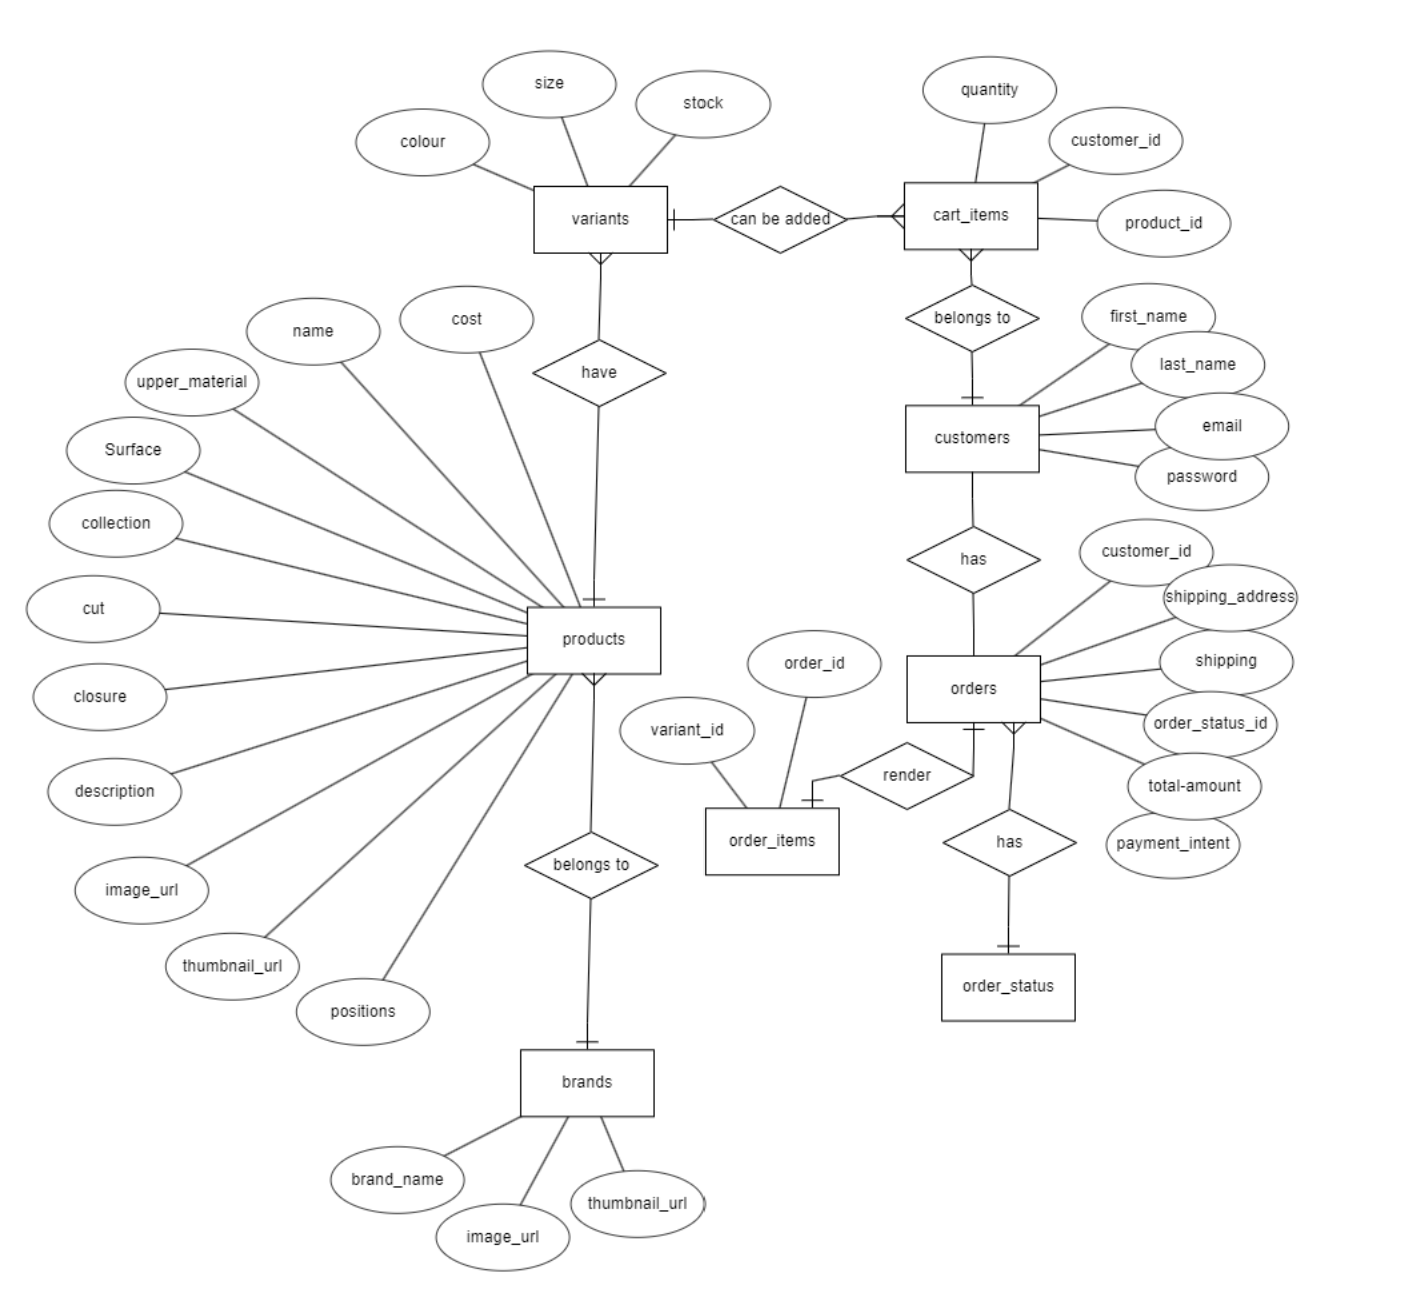 size
stock
quantity
colour
customer_id
variants
can be added
cart_items
product_id
belongs to
first_name
name
cost
last_name
upper_material
have
email
customers
Surface
password
collection
has
customer_id
shipping_address
cut
products
order_id
shipping
orders
closure
variant_id
order_status_id
render
total-amount
description
order_items
has
payment_intent
belongs to
image_url
thumbnail_url
order_status
positions
brands
brand_name
thumbnail_url
image_url